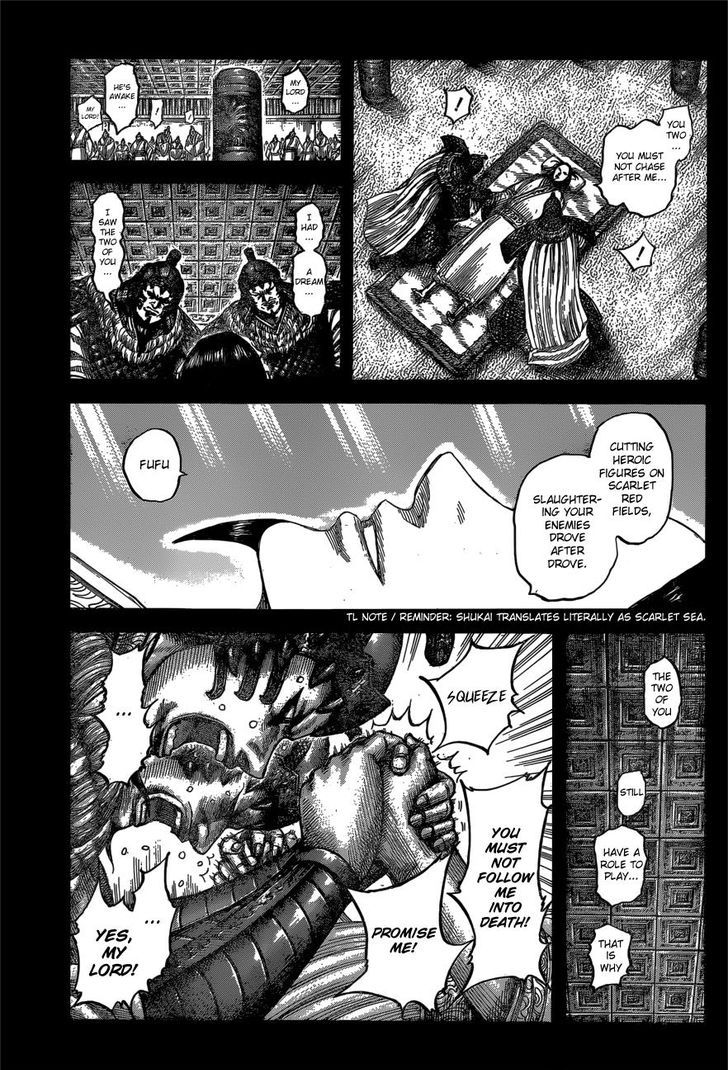 MY
LORD
...
HE'S
AWAKE
...
!
MY
LORD!
!
YOU
TWO
...
YOU MUST
NOT CHASE
AFTER ME...
!
!
I
HAD
...
A
DREAM...
I
SAW
THE
TWO
OF
YOU...
CUTTING
HEROIC
FIGURES ON
SCARLET
RED
FIELDS,
SLAUGHTER-
ING YOUR
ENEMIES
DROVE
AFTER
DROVE.
FUFU
TL NOTE / REMINDER: SHUKAI TRANSLATES LITERALLY AS SCARLET SEA.
THE
TWO
OF YOU
STILL
HAVE A
ROLE TO
PLAY...
THAT
IS
WHY
SQUEEZE
YOU
MUST
NOT
FOLLOW
ME
INTO
DEATH!
PROMISE
ME!
...
...
YES,
MY
LORD!